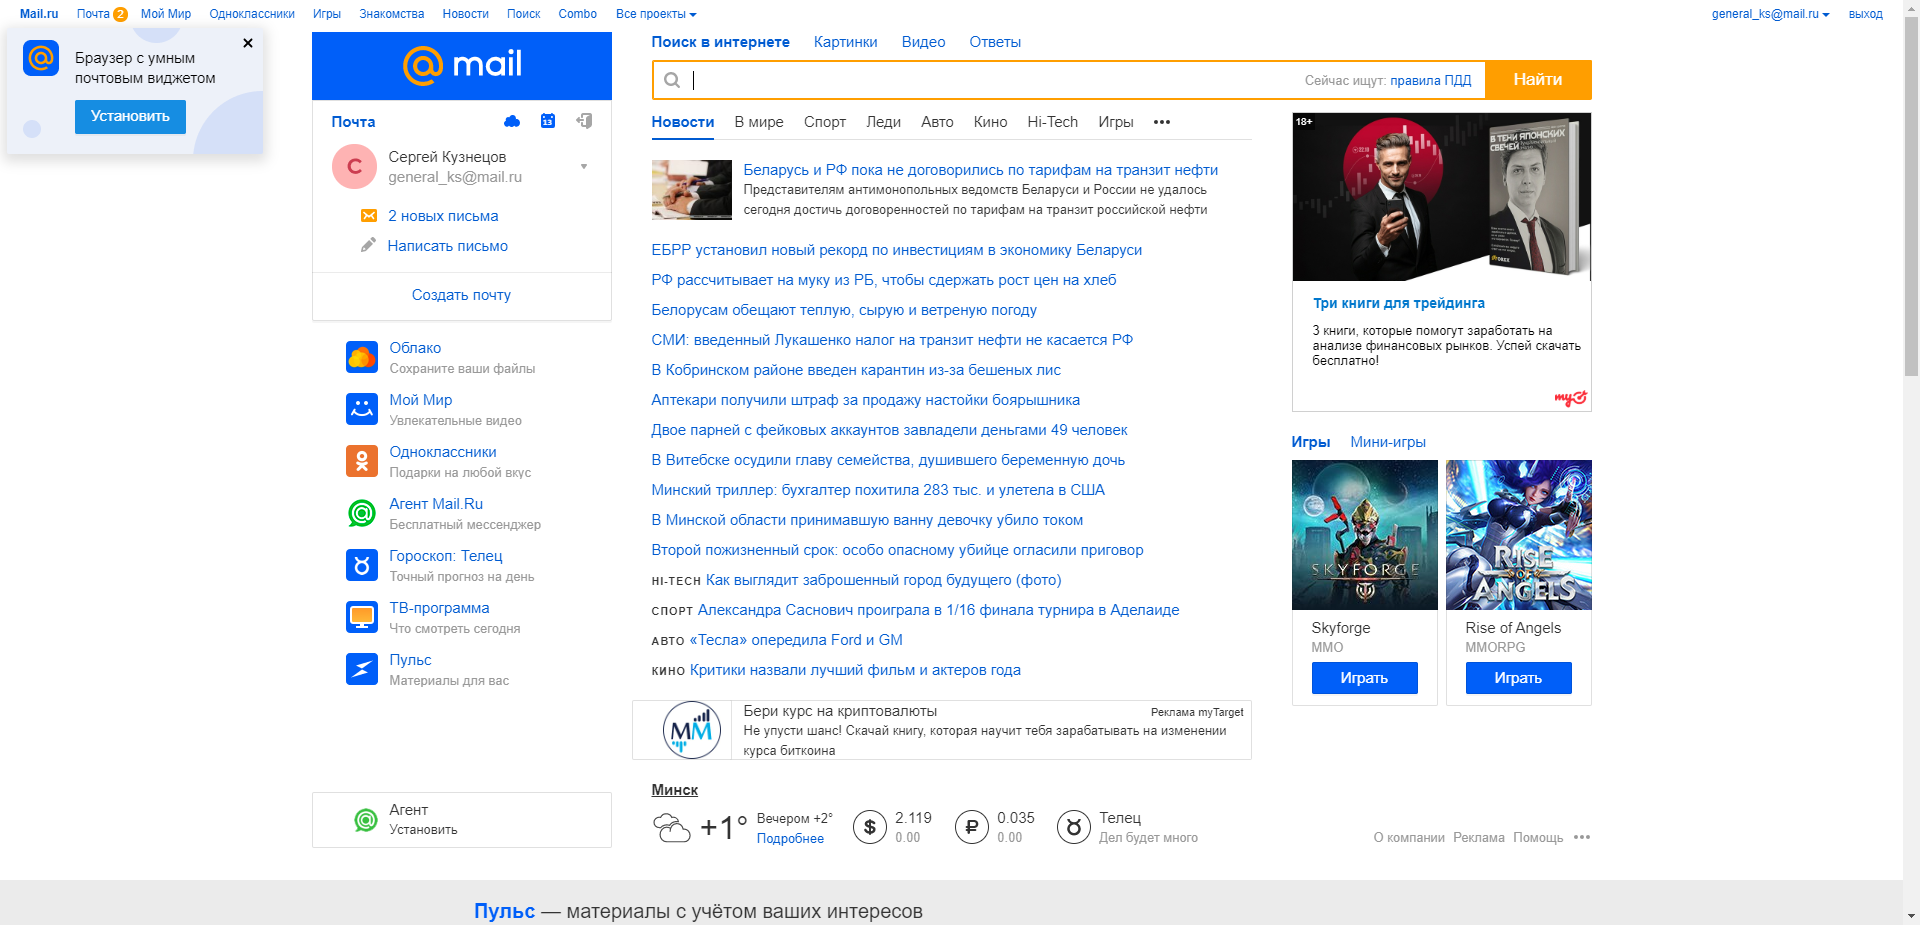 Mail.ru Почта 2 Мой Мир Одноклассники Игры Знакомства Новости Поиск Combo Все проекты
general_ks@mail.ru выход
Браузер с умным
почтовым виджетом
Установить
mail
Почта
13
С
Сергей Кузнецов
general_ks@mail.ru
2 новых письма
Написать письмо
Создать почту
Облако
Сохраните ваши файлы
Мой Мир
Увлекательные видео
Одноклассники
Подарки на любой вкус
Агент Mail.Ru
Бесплатный мессенджер
Гороскоп: Телец
Точный прогноз на день
ТВ-программа
Что смотреть сегодня
Пульс
Материалы для вас
Агент
Установить
Поиск в интернете Картинки Видео Ответы
Сейчас ищут: правила ПДД
Найти
Новости В мире Спорт Леди Авто Кино Hi-Tech Игры •••
Беларусь и РФ пока не договорились по тарифам на транзит нефти
Представителям антимонопольных ведомств Беларуси и России не удалось
сегодня достичь договоренностей по тарифам на транзит российской нефти
ЕБРР установил новый рекорд по инвестициям в экономику Беларуси
РФ рассчитывает на муку из РБ, чтобы сдержать рост цен на хлеб
Белорусам обещают теплую, сырую и ветреную погоду
СМИ: введенный Лукашенко налог на транзит нефти не касается РФ
В Кобринском районе введен карантин из-за бешеных лис
Аптекари получили штраф за продажу настойки боярышника
Двое парней с фейковых аккаунтов завладели деньгами 49 человек
В Витебске осудили главу семейства, душившего беременную дочь
Минский триллер: бухгалтер похитила 283 тыс. и улетела в США
В Минской области принимавшую ванну девочку убило током
Второй пожизненный срок: особо опасному убийце огласили приговор
HI-TECH Как выглядит заброшенный город будущего (фото)
СПОРТ Александра Саснович проиграла в 1/16 финала турнира в Аделаиде
АВТО «Тесла» опередила Ford и GM
КИНО Критики назвали лучший фильм и актеров года
MM
Бери курс на криптовалюты
Реклама myTarget
Не упусти шанс! Скачай книгу, которая научит тебя зарабатывать на изменении
курса биткоина
Минск
+1°
Вечером +2°
Подробнее
$
2.119
0.00
₽
0.035
0.00
Телец
Дел будет много
18+
В ТЕНИ ЯПОНСКИХ
СВЕЧЕЙ
Три книги для трейдинга
3 книги, которые помогут заработать на
анализе финансовых рынков. Успей скачать
бесплатно!
my
Игры Мини-игры
SKYFORGE
RISE
OF
ANGELS
Skyforge
MMO
Играть
Rise of Angels
MMORPG
Играть
О компании Реклама Помощь •••
Пульс — материалы с учётом ваших интересов